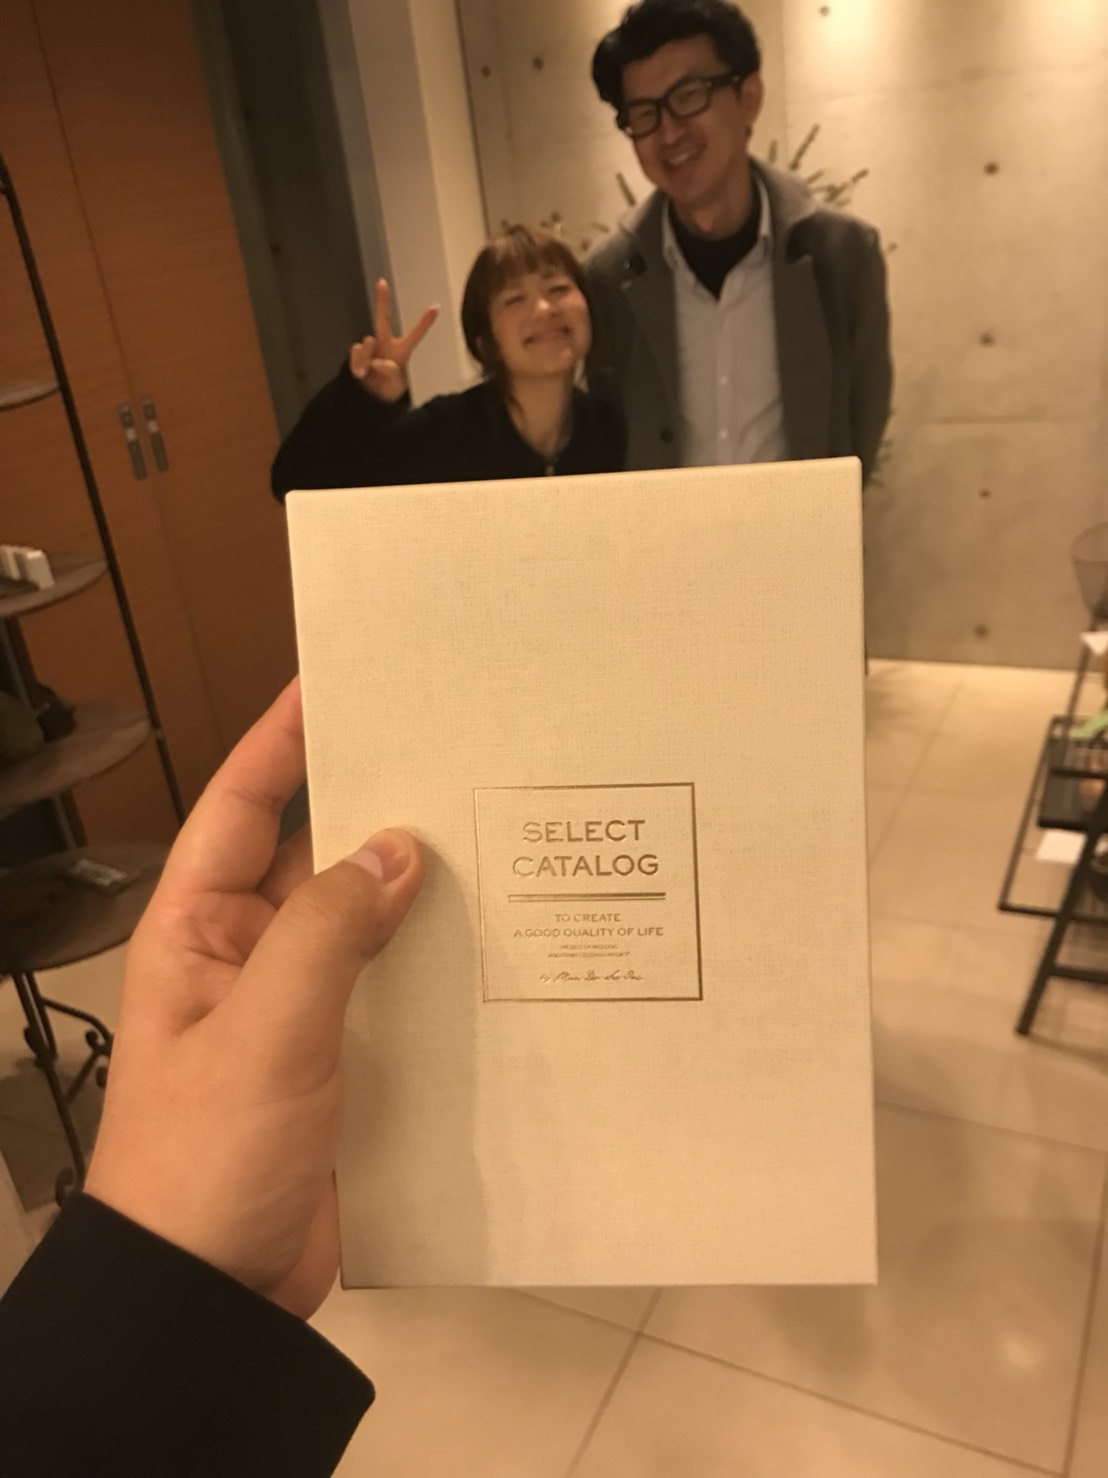 SELECT
CATALOG
TO CREATE
A GOOD QUALITY OF LIFE